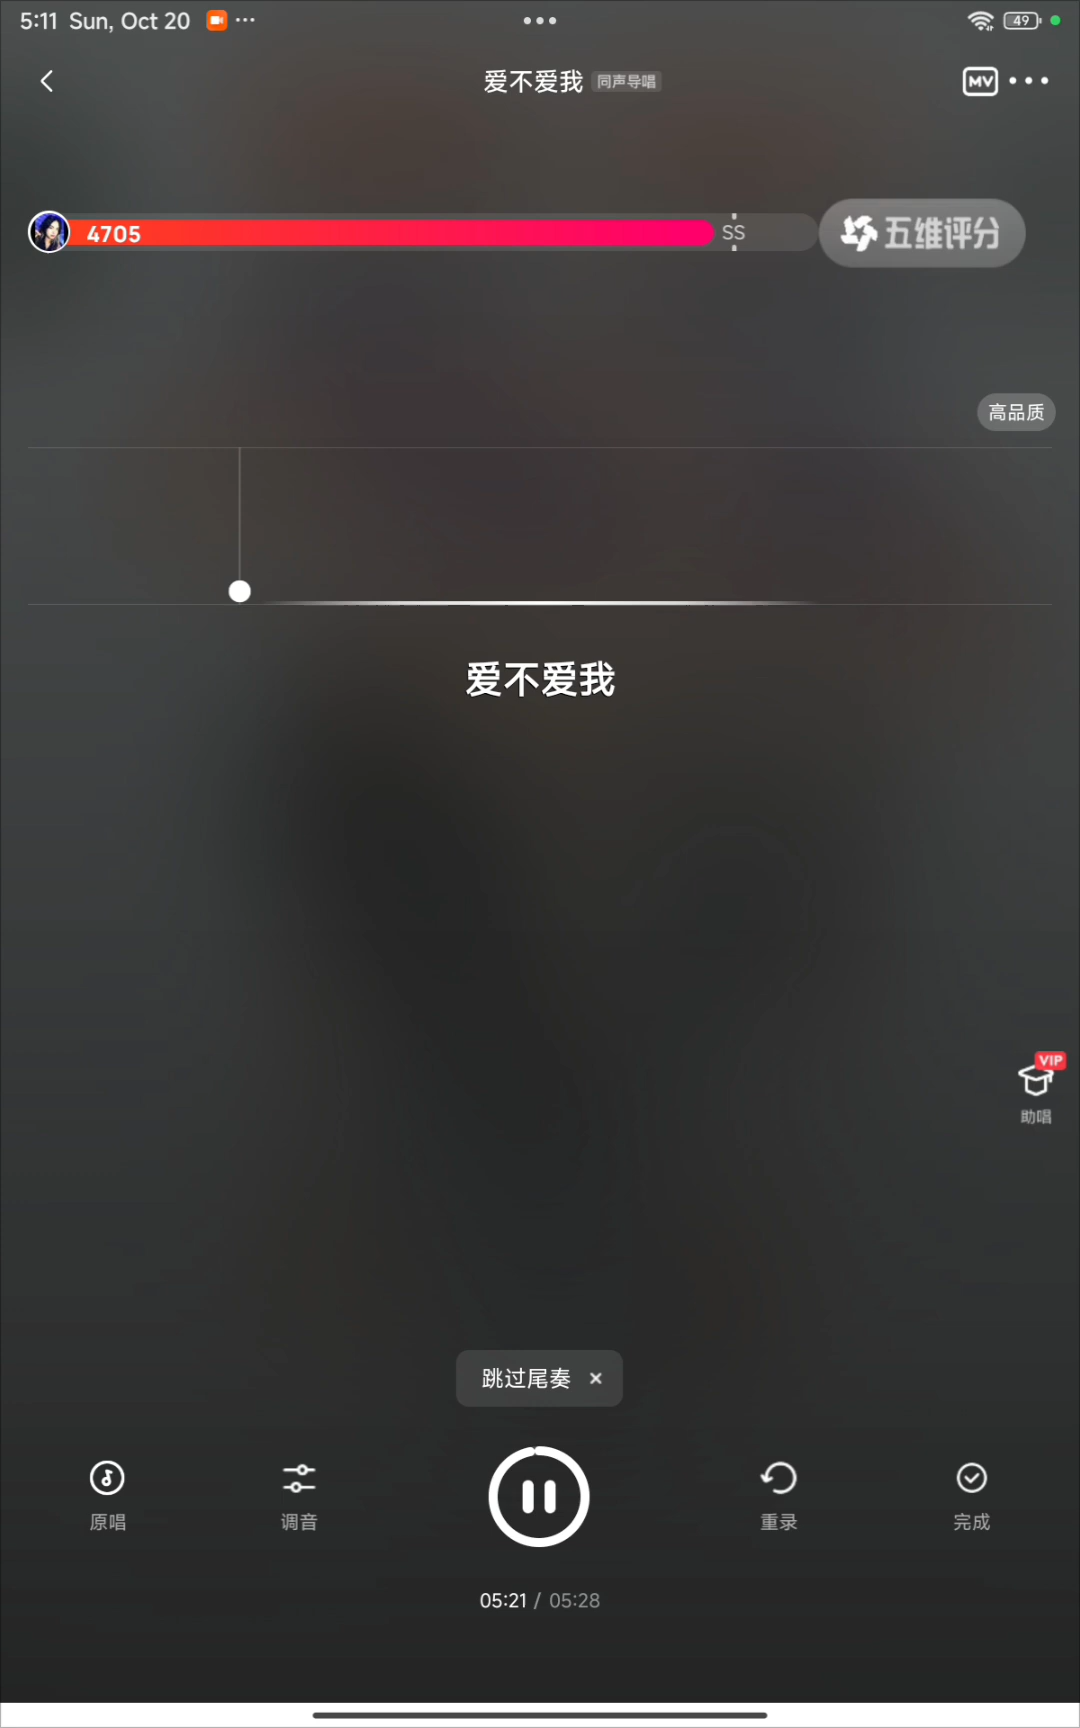 5:11 Sun, Oct 20
49
爱不爱我 同声导唱
MV
4705
SS
五维评分
高品质
爱不爱我
VIP
助唱
跳过尾奏 ×
原唱 调音 重录 完成
05:21 / 05:28